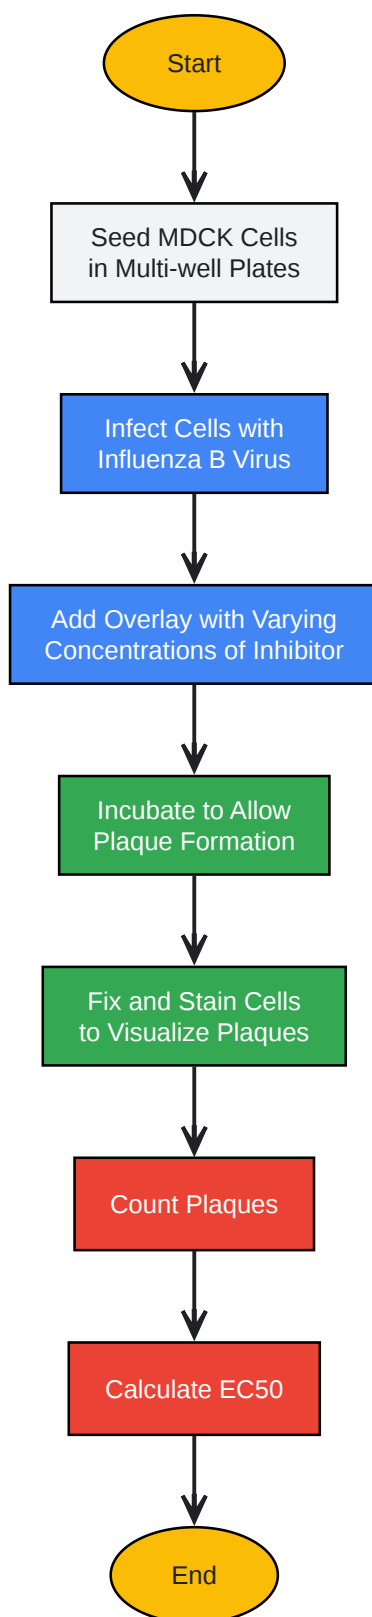 Start
Seed MDCK Cells
in Multi-well Plates
Infect Cells with
Influenza B Virus
Add Overlay with Varying
Concentrations of Inhibitor
Incubate to Allow
Plaque Formation
Fix and Stain Cells
to Visualize Plaques
Count Plaques
Calculate EC50
End